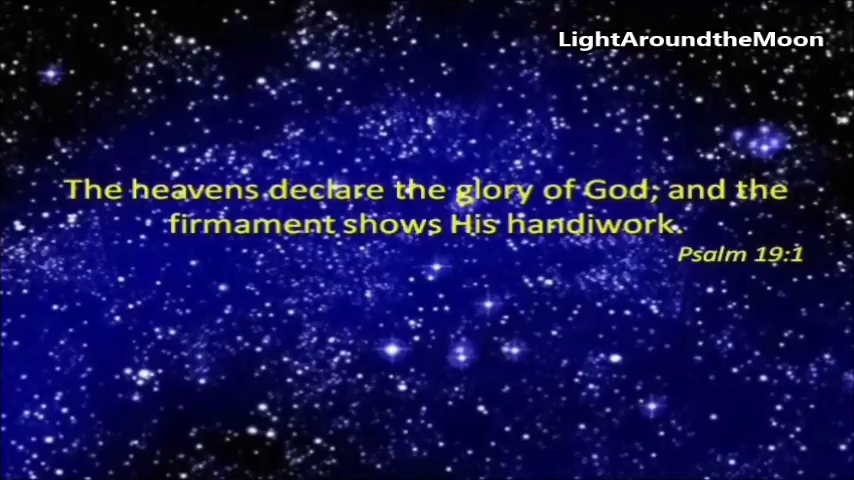 LightAroundtheMoon
The heavens declare the glory of God; and the
firmament shows His handiwork.
Psalm 19:1